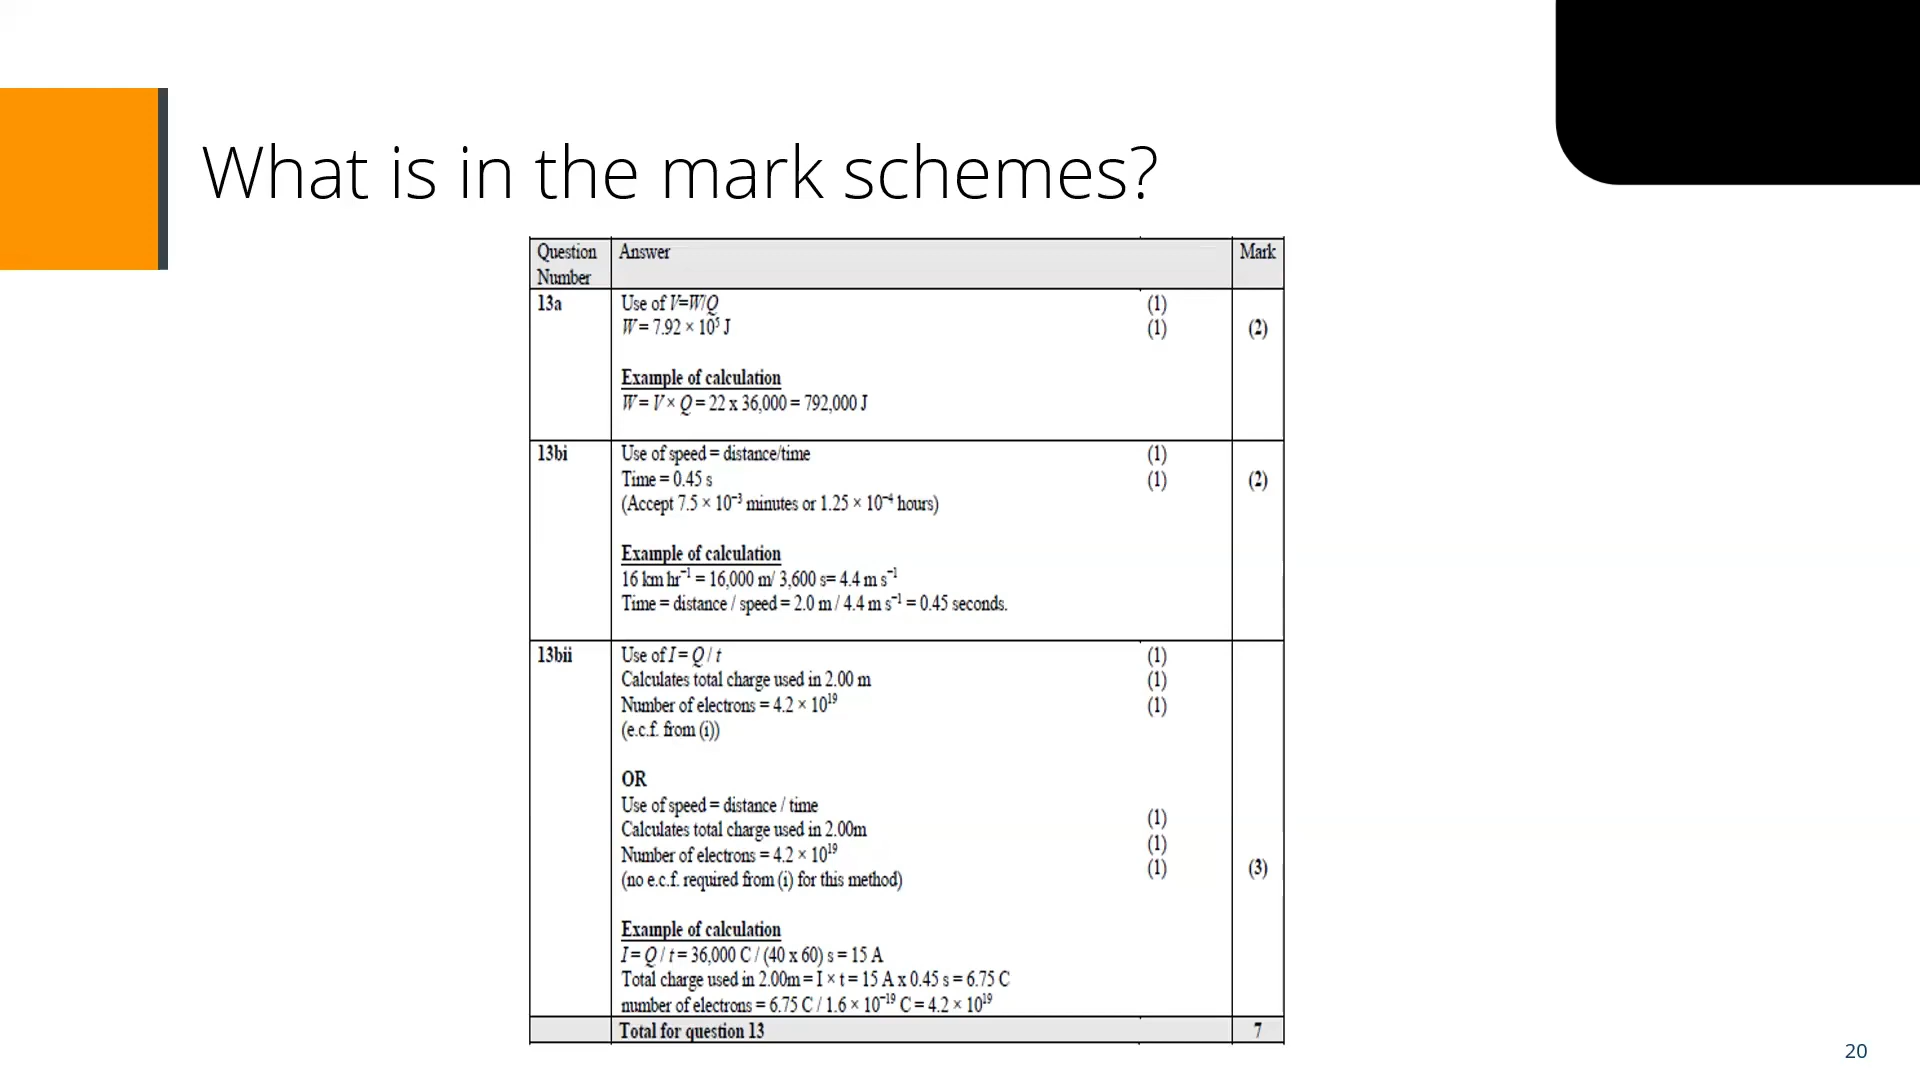 What is in the mark schemes?
Question Number Answer Mark
13a Use of V=W/Q (1)
W = 7.92 × 10⁵ J (1) (2)
Example of calculation
W = V × Q = 22 x 36,000 = 792,000 J
13bi Use of speed = distance/time (1)
Time = 0.45 s (1) (2)
(Accept 7.5 × 10⁻³ minutes or 1.25 × 10⁻⁴ hours)
Example of calculation
16 km hr⁻¹ = 16,000 m/ 3,600 s= 4.4 m s⁻¹
Time = distance / speed = 2.0 m / 4.4 m s⁻¹ = 0.45 seconds.
13bii Use of I = Q / t (1)
Calculates total charge used in 2.00 m (1)
Number of electrons = 4.2 × 10¹⁹ (1)
(e.c.f. from (i))
OR
Use of speed = distance / time (1)
Calculates total charge used in 2.00m (1)
Number of electrons = 4.2 × 10¹⁹ (1) (3)
(no e.c.f. required from (i) for this method)
Example of calculation
I = Q / t = 36,000 C / (40 x 60) s = 15 A
Total charge used in 2.00m = I × t = 15 A x 0.45 s = 6.75 C
number of electrons = 6.75 C / 1.6 × 10⁻¹⁹ C = 4.2 × 10¹⁹
Total for question 13 7
20